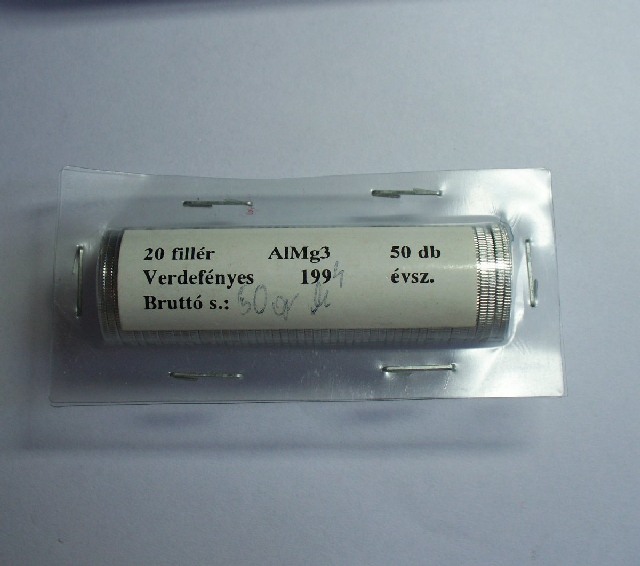 20 fillér AlMg3 50 db
Verdefényes 1994 évsz.
Bruttó s.: